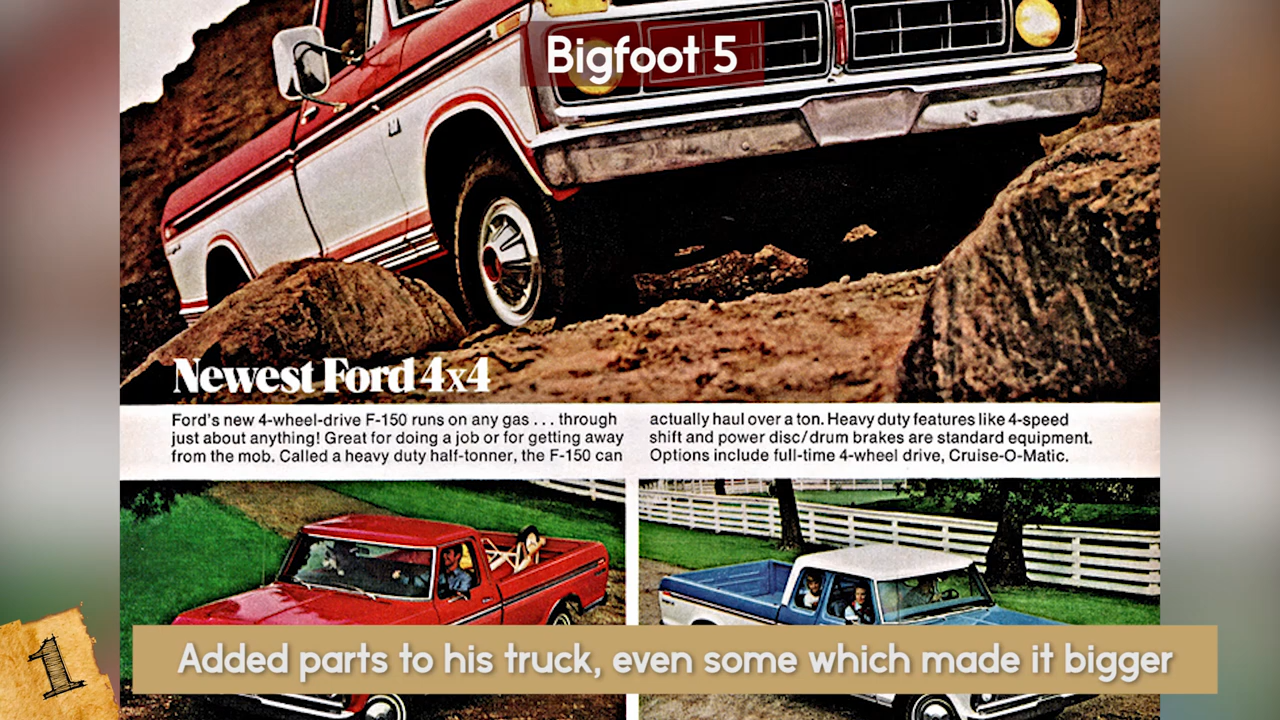 Bigfoot 5
Newest Ford 4x4
Ford's new 4-wheel-drive F-150 runs on any gas . . . through
just about anything! Great for doing a job or for getting away
from the mob. Called a heavy duty half-tonner, the F-150 can
actually haul over a ton. Heavy duty features like 4-speed
shift and power disc/drum brakes are standard equipment.
Options include full-time 4-wheel drive, Cruise-O-Matic.
1
Added parts to his truck, even some which made it bigger